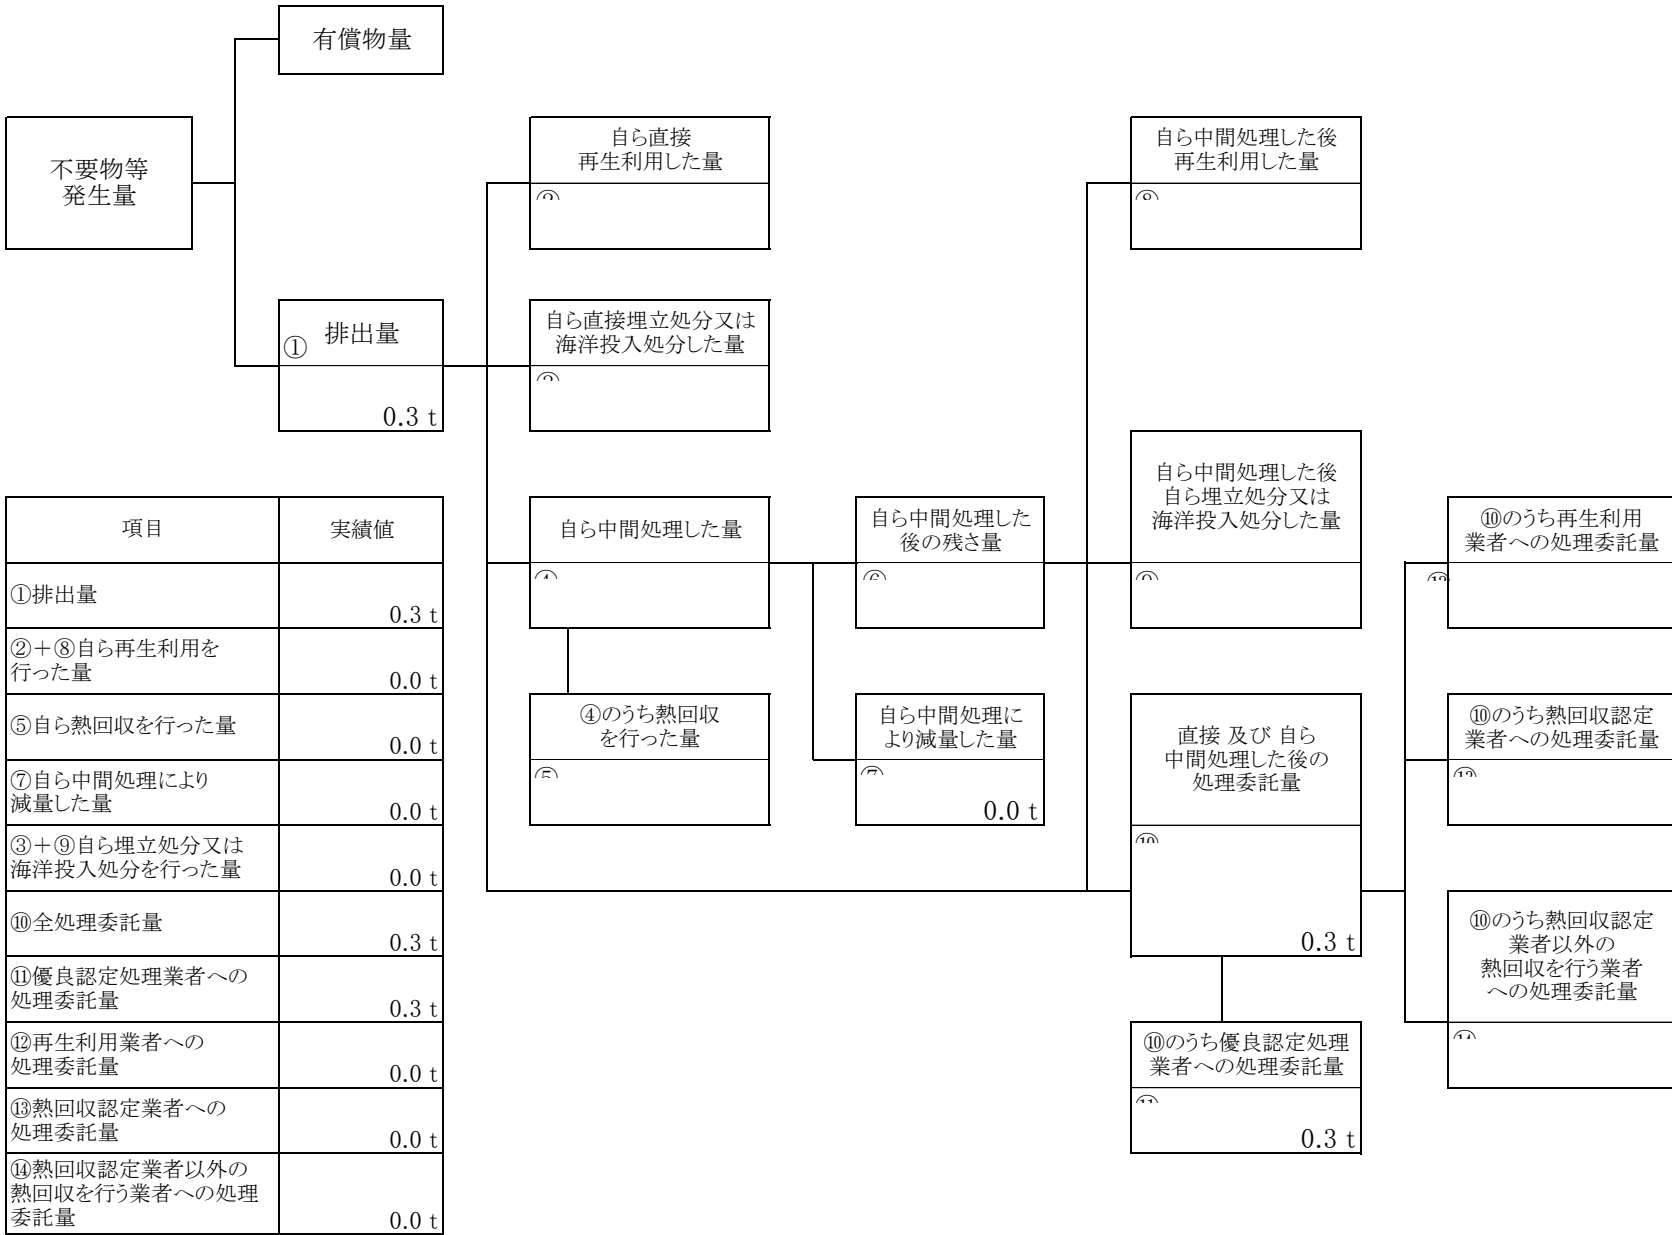 有償物量
不要物等
発生量
自ら直接
再生利用した量
自ら中間処理した後
再生利用した量
①
排出量
0.3 t
自ら直接埋立処分又は
海洋投入処分した量
自ら中間処理した量
自ら中間処理した
後の残さ量
自ら中間処理した後
自ら埋立処分又は
海洋投入処分した量
⑩のうち再生利用
業者への処理委託量
④のうち熱回収
を行った量
自ら中間処理に
より減量した量
0.0 t
直接 及び 自ら
中間処理した後の
処理委託量
0.3 t
⑩のうち熱回収認定
業者への処理委託量
⑩のうち熱回収認定
業者以外の
熱回収を行う業者
への処理委託量
⑩のうち優良認定処理
業者への処理委託量
0.3 t
項目
実績値
①排出量
0.3 t
②+⑧自ら再生利用を
行った量
0.0 t
⑤自ら熱回収を行った量
0.0 t
⑦自ら中間処理により
減量した量
0.0 t
③+⑨自ら埋立処分又は
海洋投入処分を行った量
0.0 t
⑩全処理委託量
0.3 t
⑪優良認定処理業者への
処理委託量
0.3 t
⑫再生利用業者への
処理委託量
0.0 t
⑬熱回収認定業者への
処理委託量
0.0 t
⑭熱回収認定業者以外の
熱回収を行う業者への処理
委託量
0.0 t